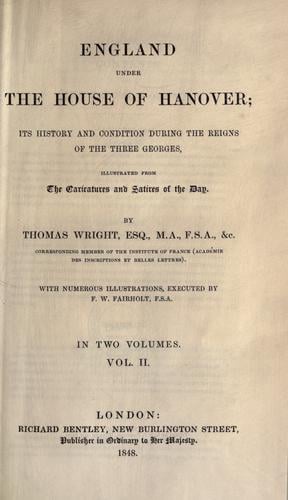 ENGLAND
UNDER
THE HOUSE OF HANOVER;
ITS HISTORY AND CONDITION DURING THE REIGNS
OF THE THREE GEORGES,
ILLUSTRATED FROM
The Caricatures and Satires of the Day.
BY
THOMAS WRIGHT, ESQ., M.A., F.S.A., &c.
CORRESPONDING MEMBER OF THE INSTITUTE OF FRANCE (ACADÉMIE
DES INSCRIPTIONS ET BELLES LETTRES).
WITH NUMEROUS ILLUSTRATIONS, EXECUTED BY
F. W. FAIRHOLT, F.S.A.
IN TWO VOLUMES.
VOL. II.
LONDON:
RICHARD BENTLEY, NEW BURLINGTON STREET,
Publisher in Ordinary to Her Majesty.
1848.